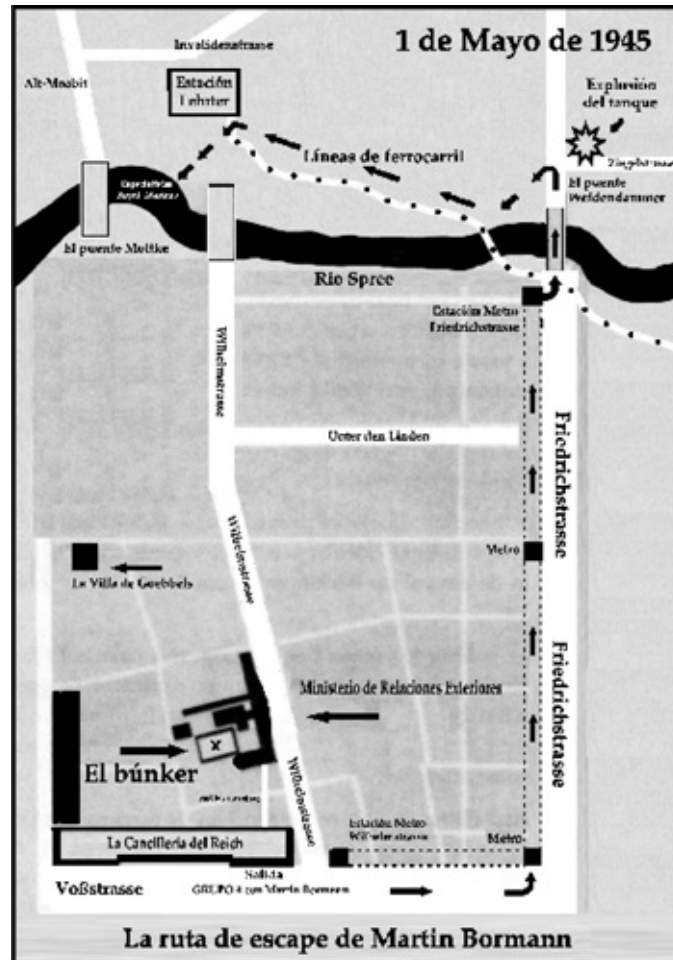 1 de Mayo de 1945
Invalidenstrasse
Alt-Moabit
Estación
Lehrter
Explosión
del tanque
Líneas de ferrocarril
El puente
Weidendammer
El puente Moltke
Río Spree
Estación Metro
Friedrichstrasse
Wilhelmstrasse
Unter den Linden
Friedrichstrasse
Wilhelmstrasse
Metro
La Villa de Goebbels
Friedrichstrasse
Ministerio de Relaciones Exteriores
El búnker
Wilhelmstrasse
Estación Metro
Wilhelmstrasse
La Cancillería del Reich
Metro
Salida
Voßstrasse
GRUPO 4 con Martin Bormann
La ruta de escape de Martin Bormann